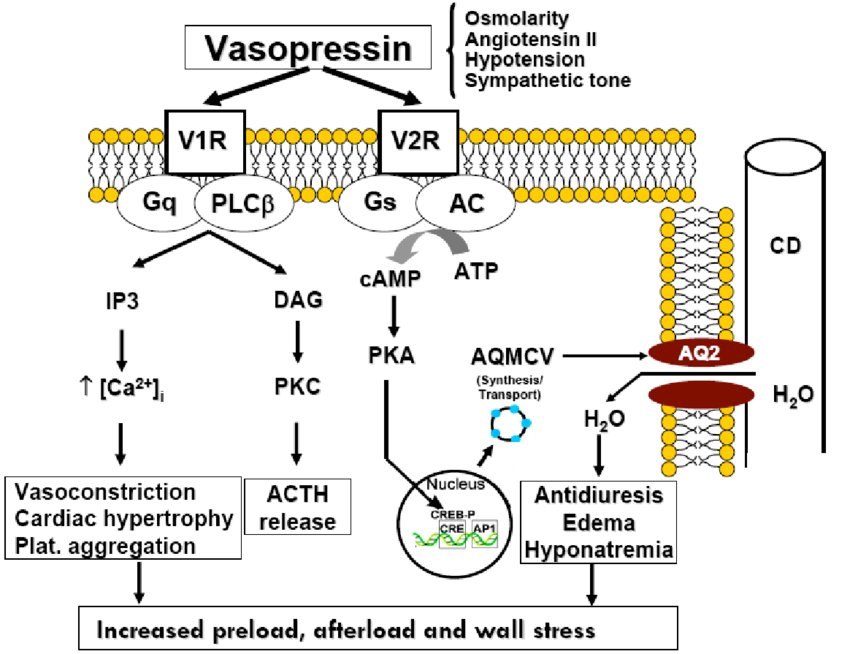 Vasopressin
Osmolarity
Angiotensin II
Hypotension
Sympathetic tone
V1R
V2R
Gq
PLCβ
Gs
AC
CD
cAMP
ATP
IP3
DAG
PKA
AQMCV
(Synthesis/
Transport)
AQ2
↑ [Ca²⁺]ᵢ
PKC
H₂O
H₂O
Nucleus
CREB-P
CRE
AP1
Vasoconstriction
Cardiac hypertrophy
Plat. aggregation
ACTH
release
Antidiuresis
Edema
Hyponatremia
Increased preload, afterload and wall stress